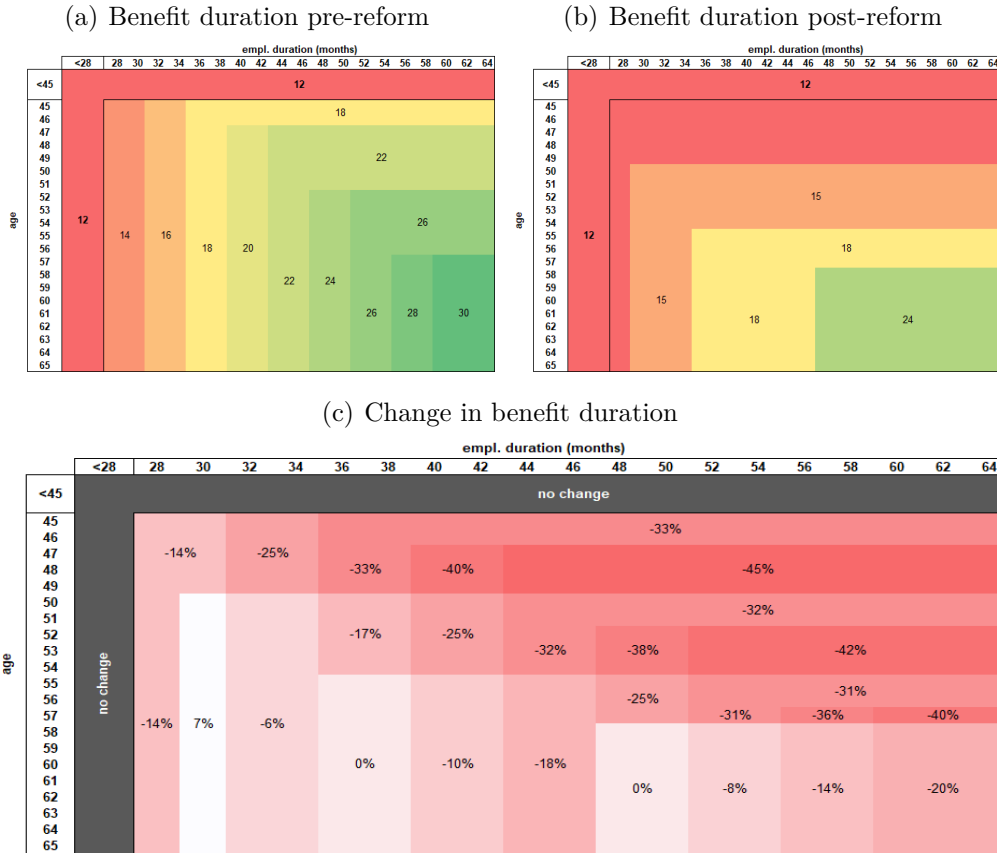 (a) Benefit duration pre-reform
empl. duration (months)
<28 28 30 32 34 36 38 40 42 44 46 48 50 52 54 56 58 60 62 64
<45 12
45
46 18
47
48
49 22
50
51
52
53
54 12 26
55 14 16
56 18 20
57
58
59 22 24
60
61 26 28 30
62
63
64
65
age
(b) Benefit duration post-reform
empl. duration (months)
<28 28 30 32 34 36 38 40 42 44 46 48 50 52 54 56 58 60 62 64
<45 12
45
46
47
48
49
50
51
52 15
53
54
55 12
56 18
57
58
59
60 15
61
62 18 24
63
64
65
age
(c) Change in benefit duration
empl. duration (months)
<28 28 30 32 34 36 38 40 42 44 46 48 50 52 54 56 58 60 62 64
<45 no change
45 -33%
46
47 -14% -25%
48 -33% -40% -45%
49
50
51 -32%
52 -17% -25%
53 -32% -38% -42%
54
55 -31%
56 -25%
57 -31% -36% -40%
58 -14% 7% -6%
59
60 0% -10% -18%
61
62 0% -8% -14% -20%
63
64
65
age
no change